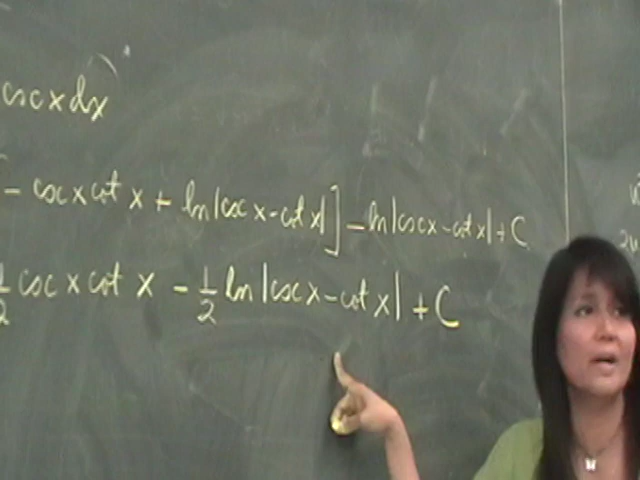 csc x dx
- csc x cot x + ln|csc x - cot x|] - ln|csc x - cot x| + C
1/2 csc x cot x - 1/2 ln|csc x - cot x| + C